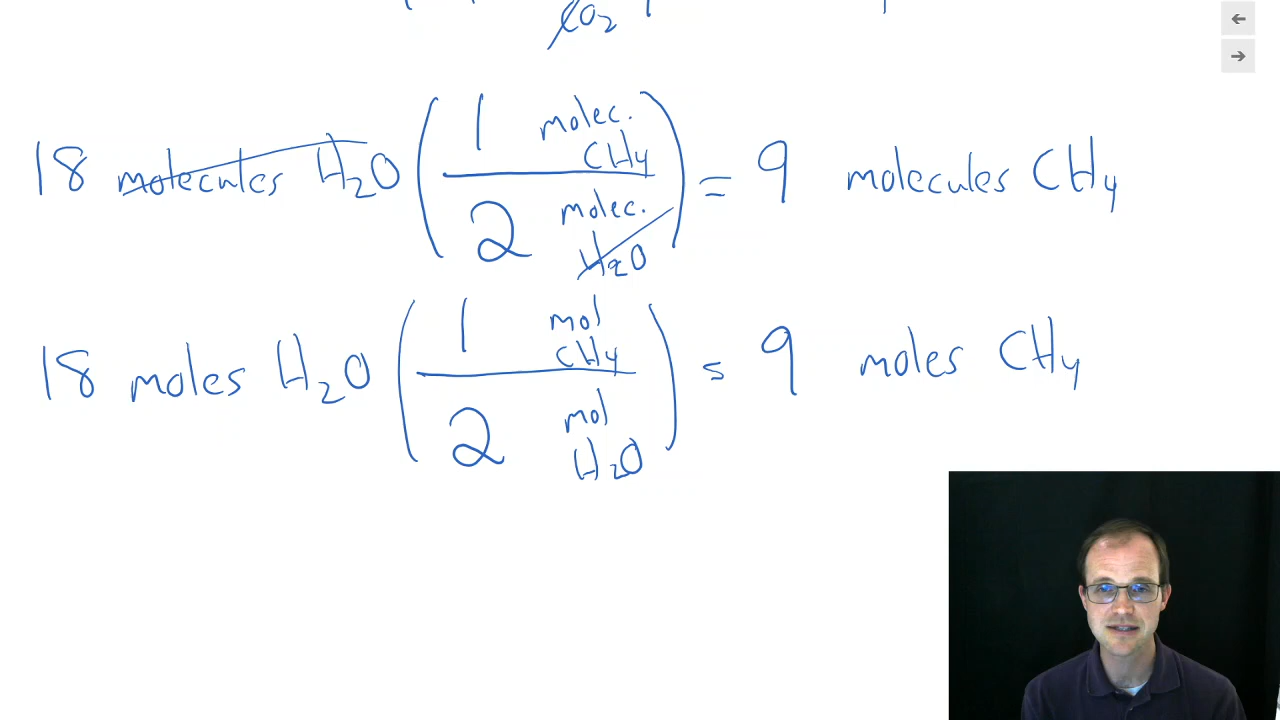 CO2
18 molecules H2O ( 1 molec. CH4 / 2 molec. H2O ) = 9 molecules CH4
18 moles H2O ( 1 mol CH4 / 2 mol H2O ) = 9 moles CH4